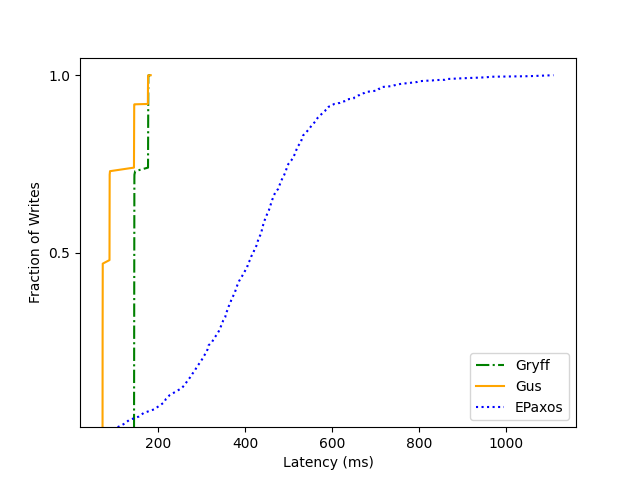 1.0
0.5
Fraction of Writes
200 400 600 800 1000
Latency (ms)
Gryff
Gus
EPaxos